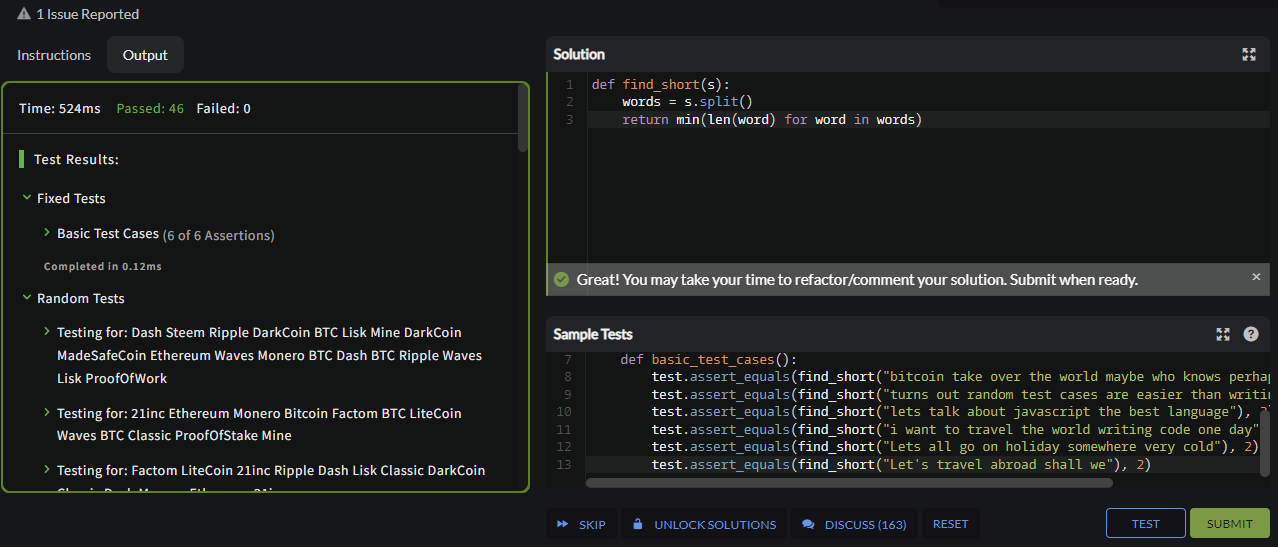 1 Issue Reported
Instructions
Output
Time: 524ms Passed: 46 Failed: 0
Test Results:
Fixed Tests
Basic Test Cases (6 of 6 Assertions)
Completed in 0.12ms
Random Tests
Testing for: Dash Steem Ripple DarkCoin BTC Lisk Mine DarkCoin
MadeSafeCoin Ethereum Waves Monero BTC Dash BTC Ripple Waves
Lisk ProofOfWork
Testing for: 21inc Ethereum Monero Bitcoin Factom BTC LiteCoin
Waves BTC Classic ProofOfStake Mine
Testing for: Factom LiteCoin 21inc Ripple Dash Lisk Classic DarkCoin
Solution
1 def find_short(s):
2 words = s.split()
3 return min(len(word) for word in words)
Great! You may take your time to refactor/comment your solution. Submit when ready.
Sample Tests
7 def basic_test_cases():
8 test.assert_equals(find_short("bitcoin take over the world maybe who knows perhap
9 test.assert_equals(find_short("turns out random test cases are easier than writin
10 test.assert_equals(find_short("lets talk about javascript the best language"),
11 test.assert_equals(find_short("i want to travel the world writing code one day"
12 test.assert_equals(find_short("Lets all go on holiday somewhere very cold"), 2)
13 test.assert_equals(find_short("Let's travel abroad shall we"), 2)
SKIP
UNLOCK SOLUTIONS
DISCUSS (163)
RESET
TEST
SUBMIT